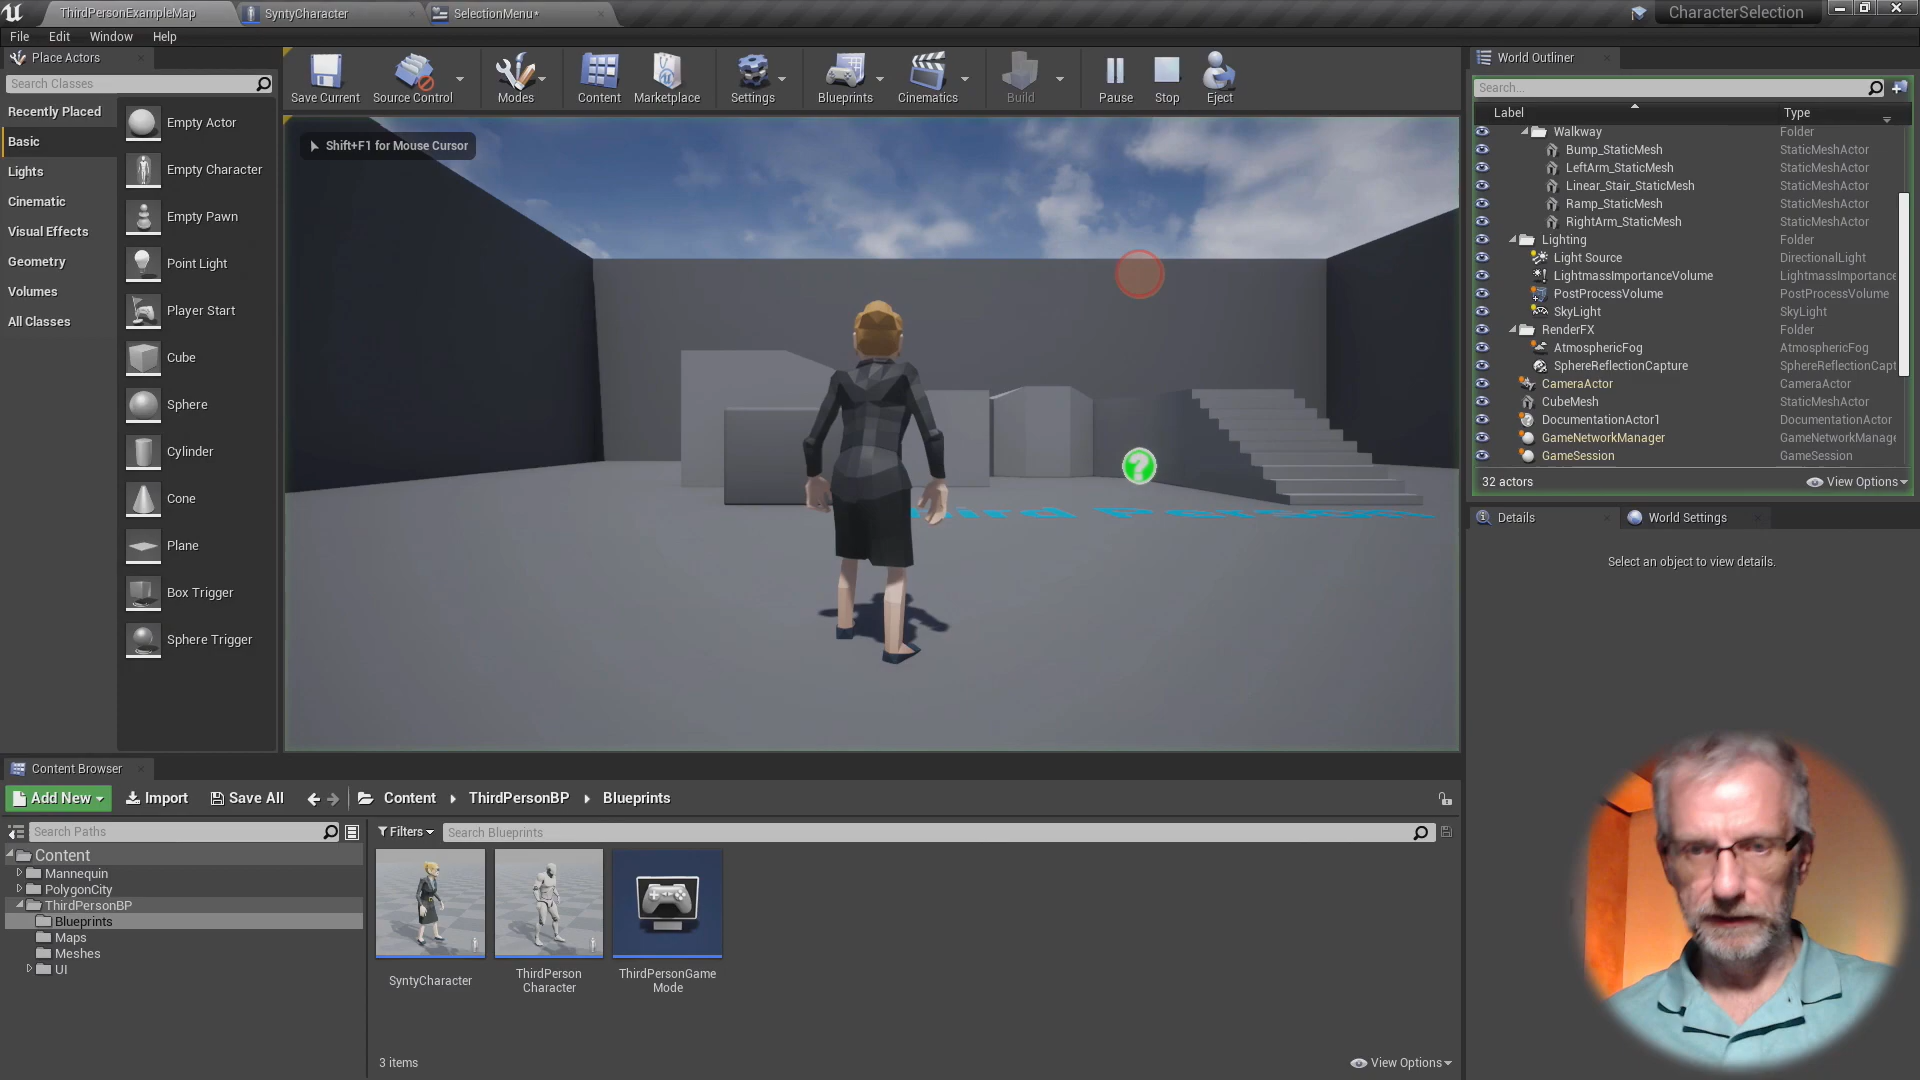 ThirdPersonExampleMap
SyntyCharacter
SelectionMenu*
CharacterSelection
File Edit Window Help
Place Actors
Search Classes
Recently Placed
Basic
Lights
Cinematic
Visual Effects
Geometry
Volumes
All Classes
Empty Actor
Empty Character
Empty Pawn
Point Light
Player Start
Cube
Sphere
Cylinder
Cone
Plane
Box Trigger
Sphere Trigger
Save Current Source Control Modes Content Marketplace Settings Blueprints Cinematics Build Pause Stop Eject
Shift+F1 for Mouse Cursor
?
World Outliner
Search...
Label Type
Walkway Folder
Bump_StaticMesh StaticMeshActor
LeftArm_StaticMesh StaticMeshActor
Linear_Stair_StaticMesh StaticMeshActor
Ramp_StaticMesh StaticMeshActor
RightArm_StaticMesh StaticMeshActor
Lighting Folder
Light Source DirectionalLight
LightmassImportanceVolume LightmassImportance
PostProcessVolume PostProcessVolume
SkyLight SkyLight
RenderFX Folder
AtmosphericFog AtmosphericFog
SphereReflectionCapture SphereReflectionCapt
CameraActor CameraActor
CubeMesh StaticMeshActor
DocumentationActor1 DocumentationActor
GameNetworkManager GameNetworkManage
GameSession GameSession
32 actors View Options
Details World Settings
Select an object to view details.
Content Browser
Add New Import Save All Content ThirdPersonBP Blueprints
Search Paths
Filters Search Blueprints
Content
Mannequin
PolygonCity
ThirdPersonBP
Blueprints
Maps
Meshes
UI
SyntyCharacter
ThirdPerson
Character
ThirdPersonGame
Mode
3 items View Options